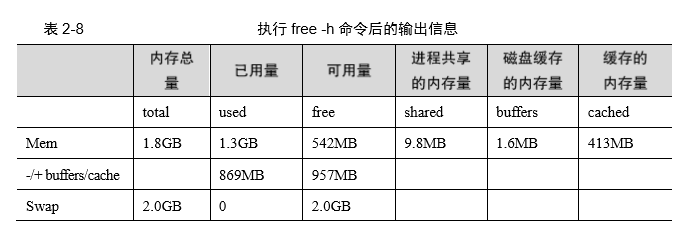 表 2-8 执行 free -h 命令后的输出信息
内存总量 已用量 可用量 进程共享的内存量 磁盘缓存的内存量 缓存的内存量
total used free shared buffers cached
Mem 1.8GB 1.3GB 542MB 9.8MB 1.6MB 413MB
-/+ buffers/cache 869MB 957MB
Swap 2.0GB 0 2.0GB